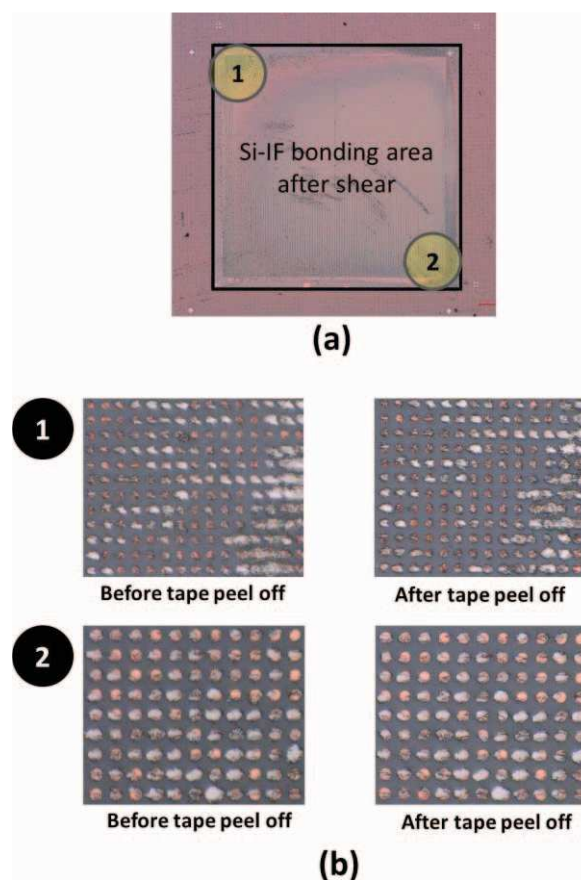 1
Si-IF bonding area
after shear
2
(a)
1
Before tape peel off
After tape peel off
2
Before tape peel off
After tape peel off
(b)